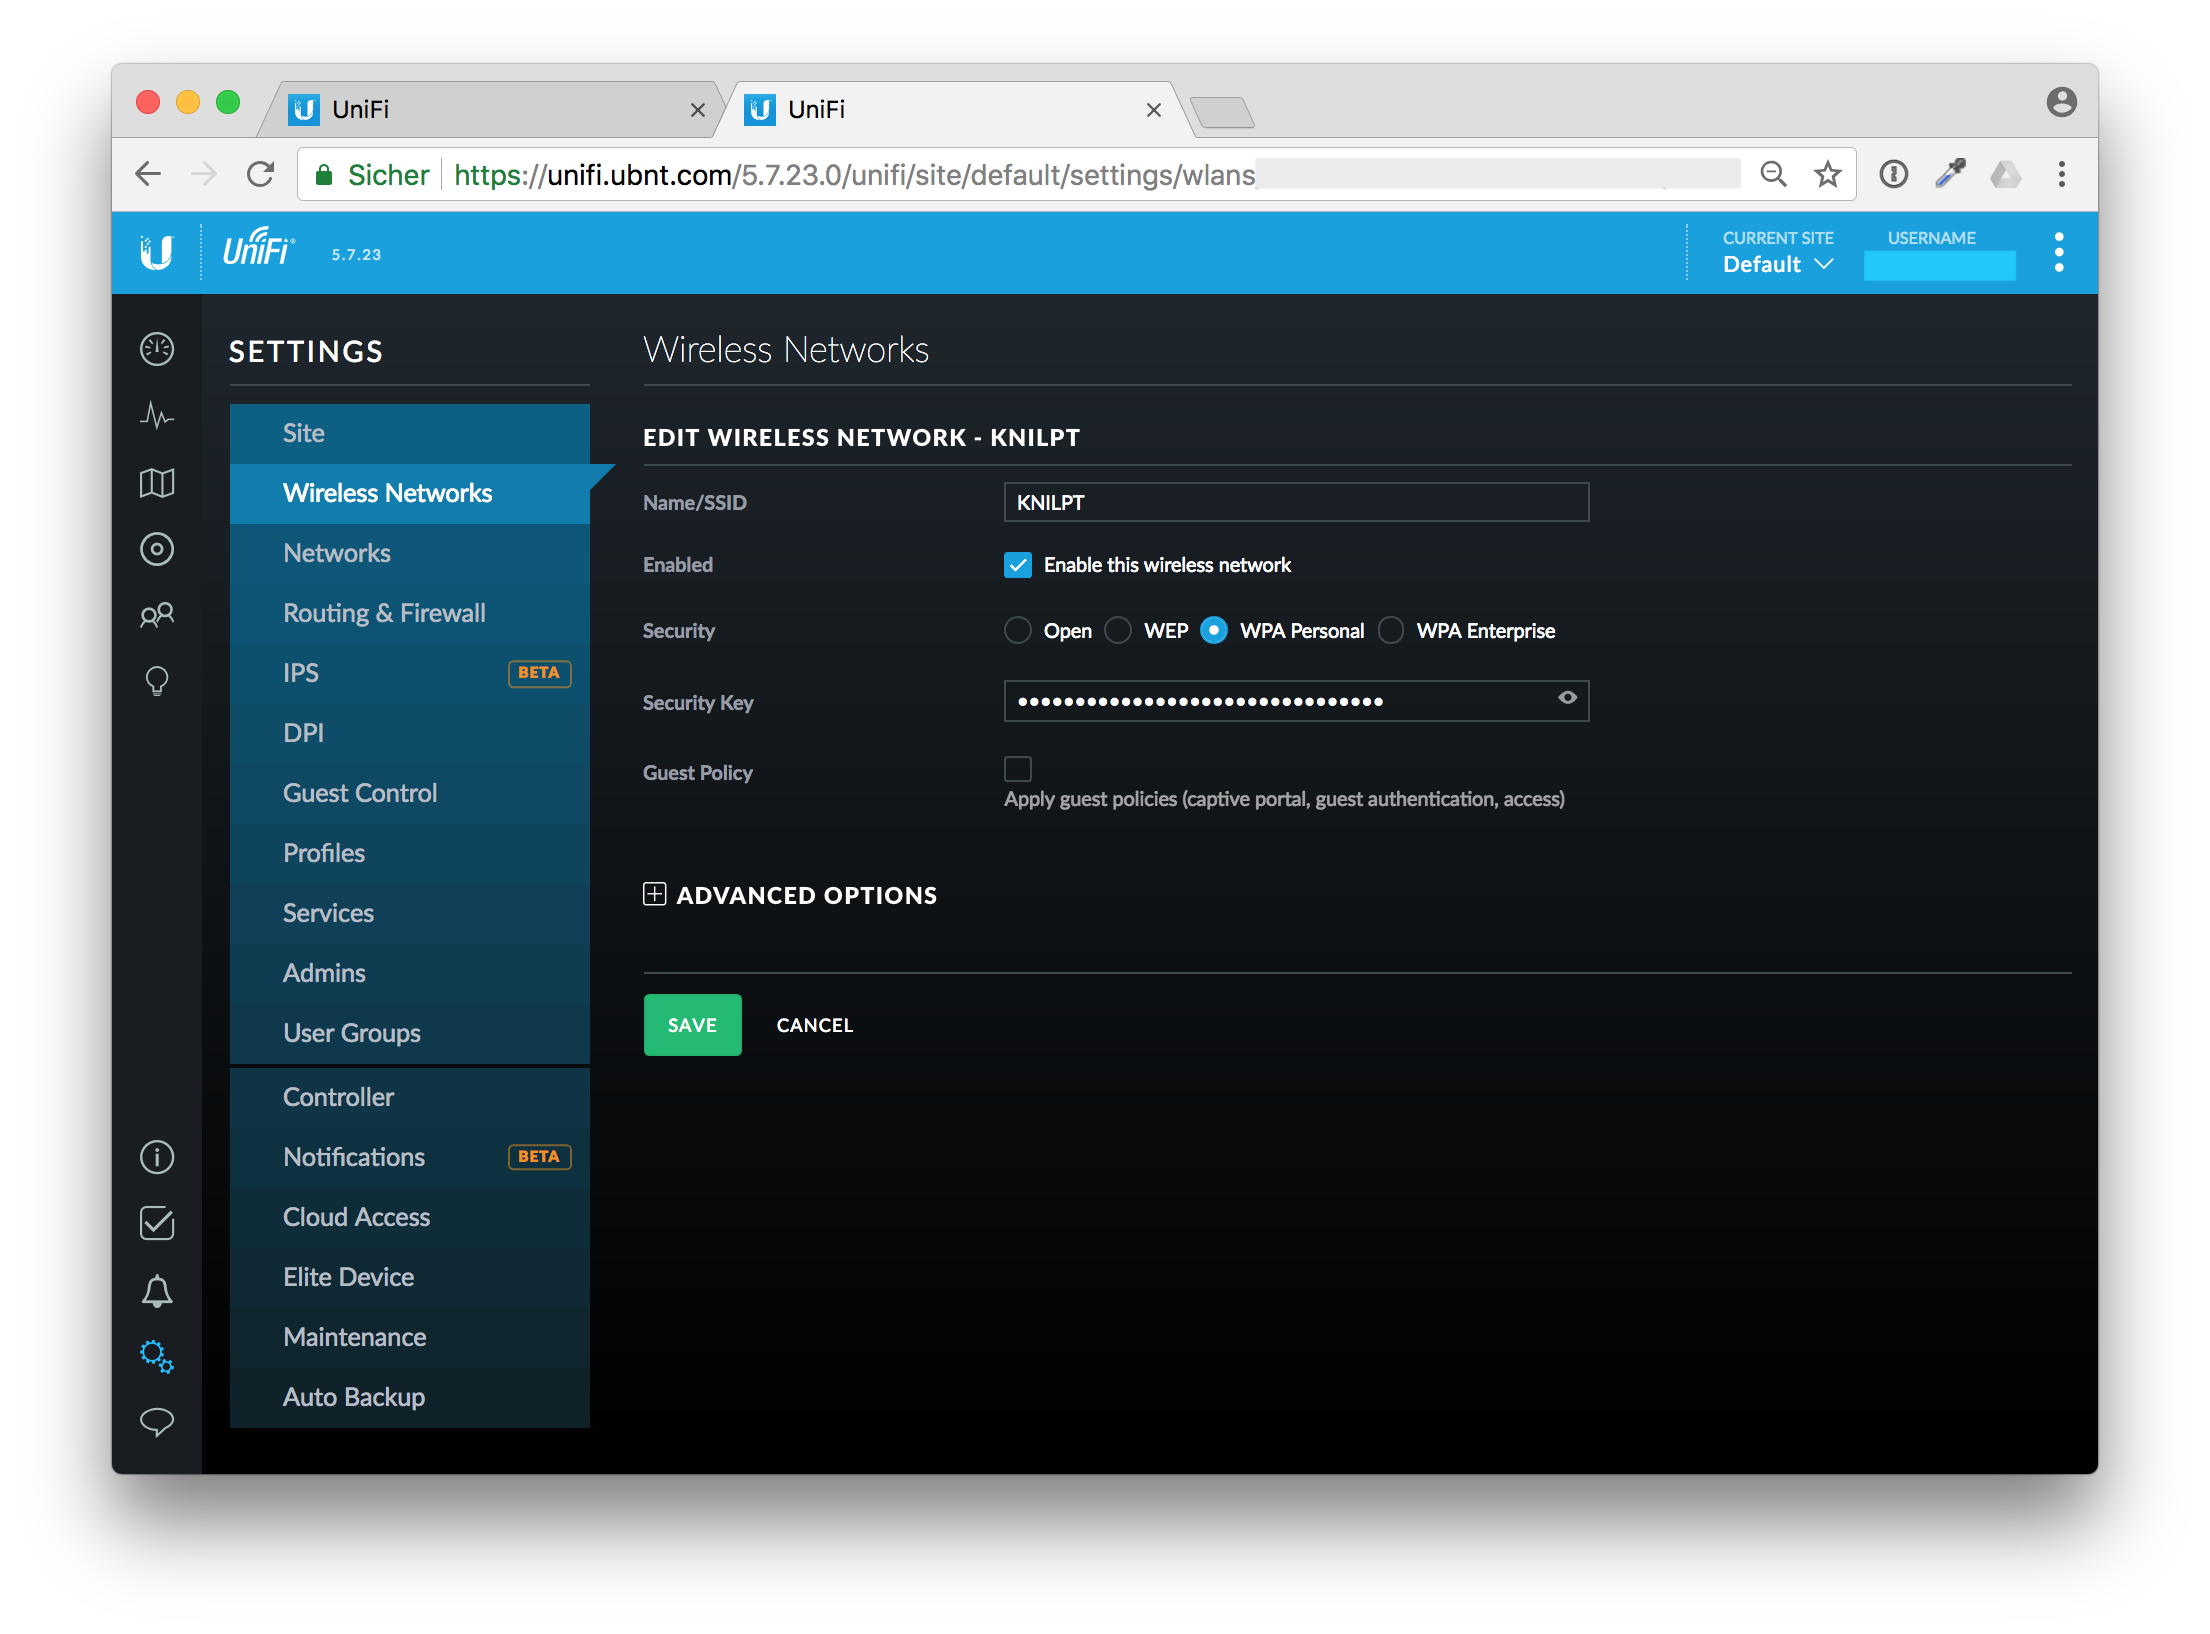 UniFi
UniFi
Sicher https://unifi.ubnt.com/5.7.23.0/unifi/site/default/settings/wlans
UniFi 5.7.23
CURRENT SITE
Default
USERNAME
SETTINGS
Site
Wireless Networks
Networks
Routing & Firewall
IPS BETA
DPI
Guest Control
Profiles
Services
Admins
User Groups
Controller
Notifications BETA
Cloud Access
Elite Device
Maintenance
Auto Backup
Wireless Networks
EDIT WIRELESS NETWORK - KNILPT
Name/SSID KNILPT
Enabled Enable this wireless network
Security Open WEP WPA Personal WPA Enterprise
Security Key ••••••••••••••••••••••••••••••••
Guest Policy
Apply guest policies (captive portal, guest authentication, access)
ADVANCED OPTIONS
SAVE CANCEL